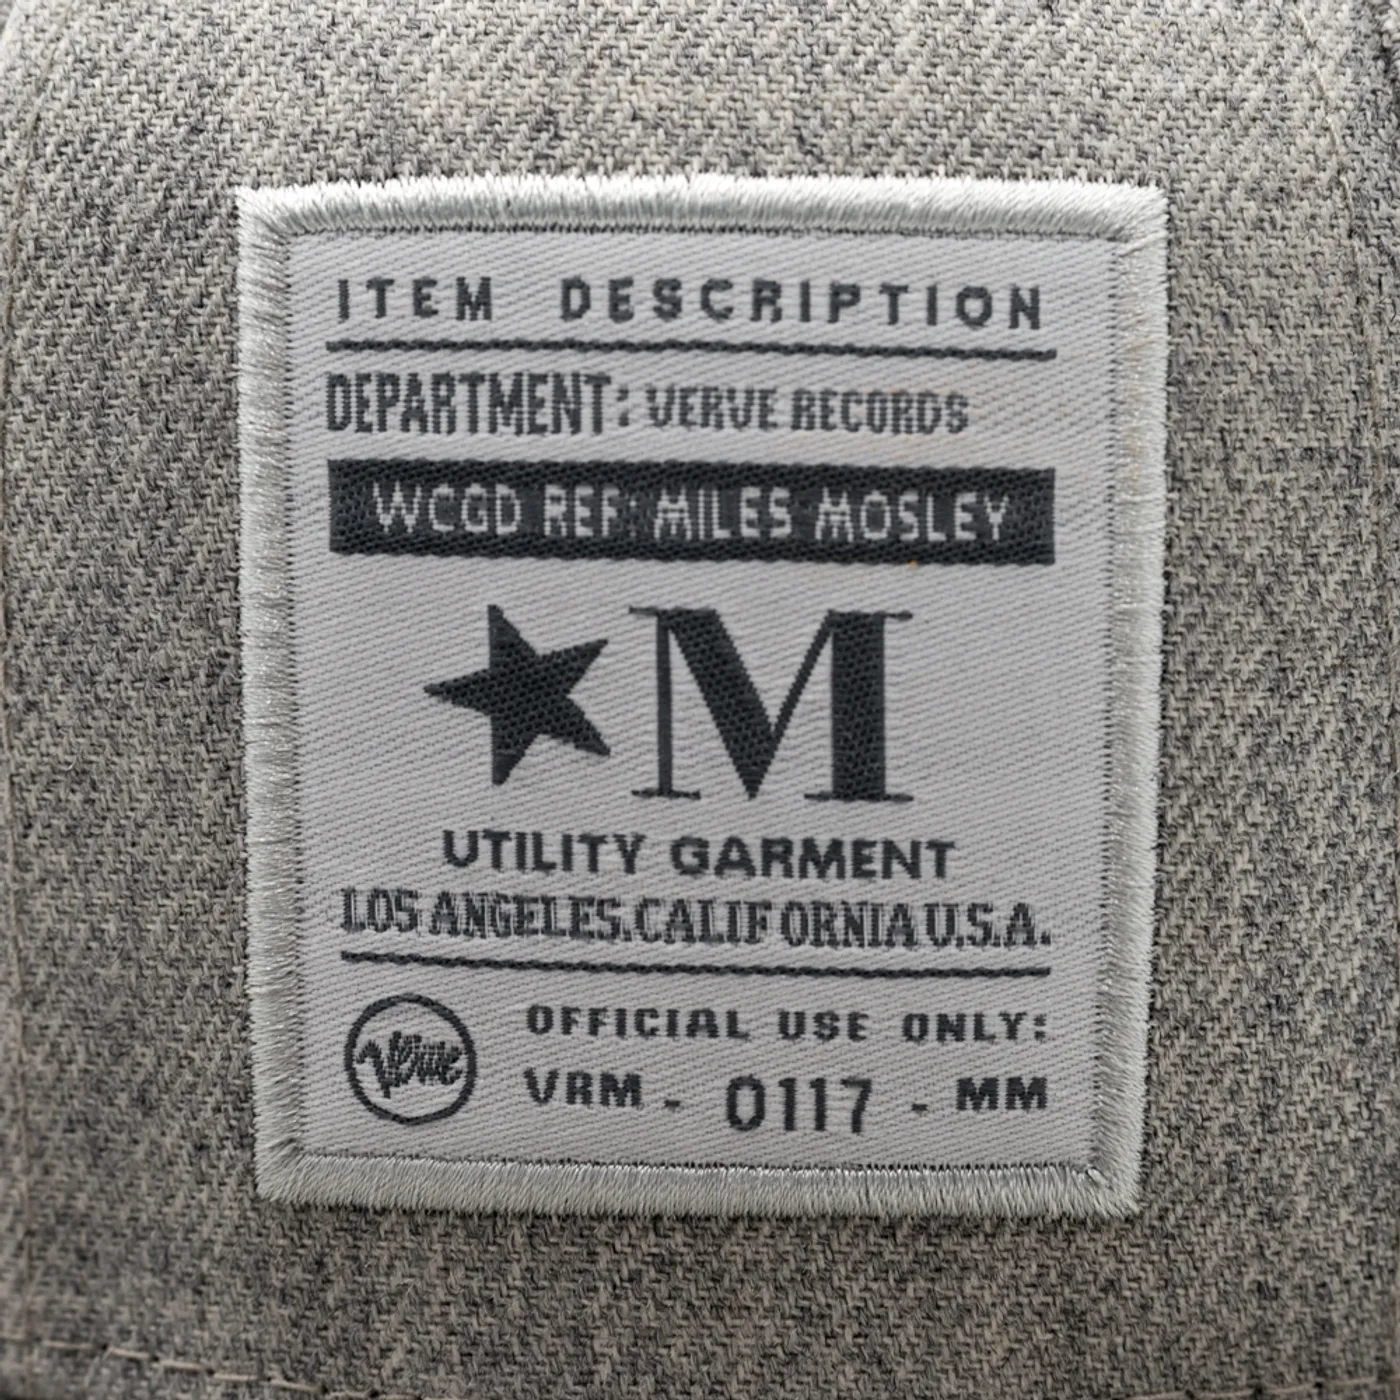 ITEM DESCRIPTION
DEPARTMENT: VERVE RECORDS
WCGD REF: MILES MOSLEY
★M
UTILITY GARMENT
LOS ANGELES.CALIFORNIA U.S.A.
Verve
OFFICIAL USE ONLY:
VRM - 0117 - MM